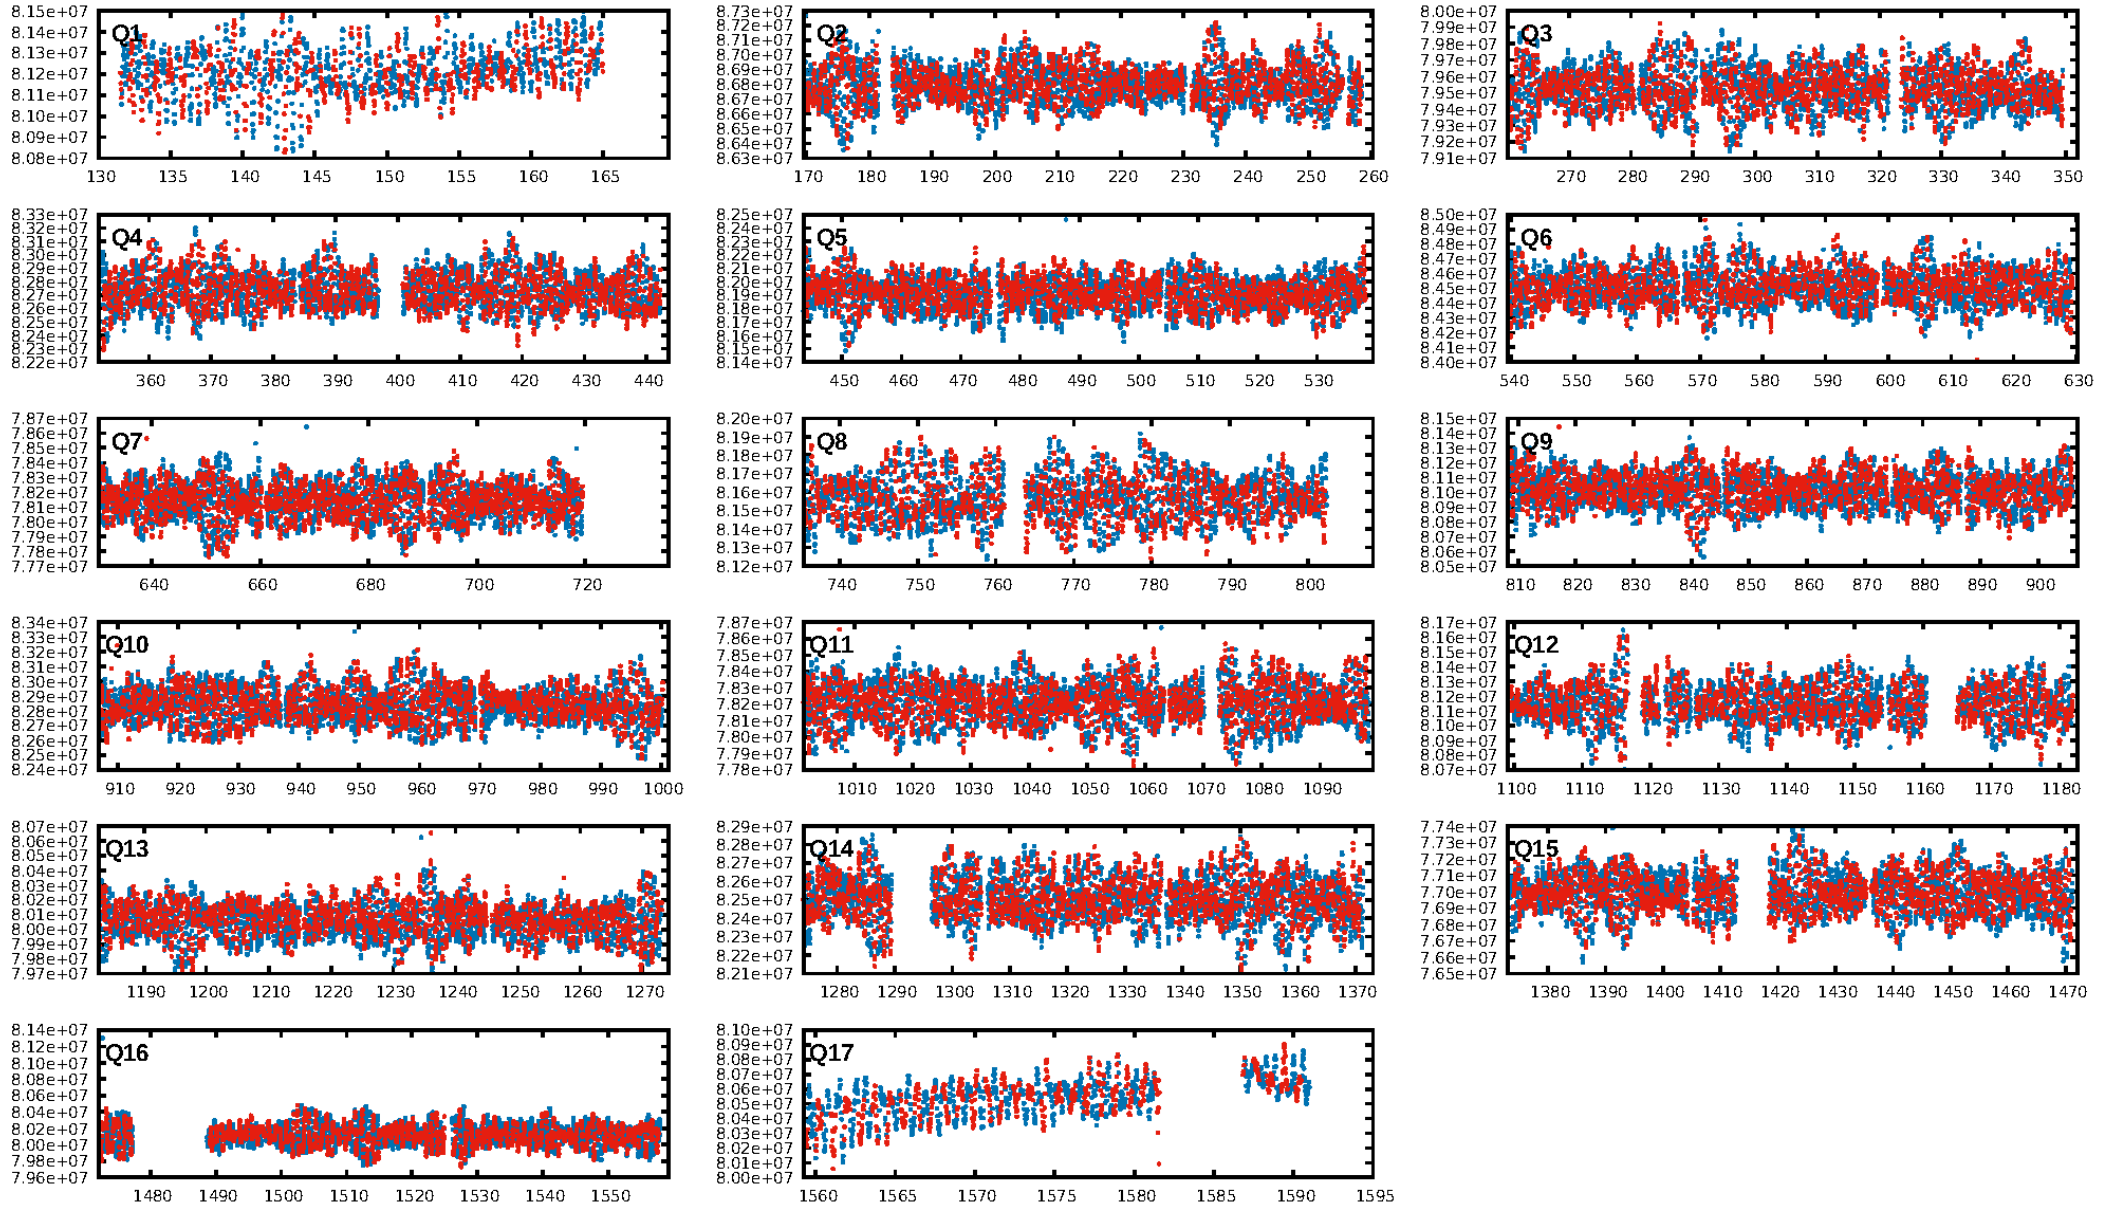 8.15e+07
8.14e+07
8.13e+07
8.12e+07
8.11e+07
8.10e+07
8.09e+07
8.08e+07
Q1
130 135 140 145 150 155 160 165
8.73e+07
8.72e+07
8.71e+07
8.70e+07
8.69e+07
8.68e+07
8.67e+07
8.66e+07
8.65e+07
8.64e+07
8.63e+07
Q2
170 180 190 200 210 220 230 240 250 260
8.00e+07
7.99e+07
7.98e+07
7.97e+07
7.96e+07
7.95e+07
7.94e+07
7.93e+07
7.92e+07
7.91e+07
Q3
270 280 290 300 310 320 330 340 350
8.33e+07
8.32e+07
8.31e+07
8.30e+07
8.29e+07
8.28e+07
8.27e+07
8.26e+07
8.25e+07
8.24e+07
8.23e+07
8.22e+07
Q4
360 370 380 390 400 410 420 430 440
8.25e+07
8.24e+07
8.23e+07
8.22e+07
8.21e+07
8.20e+07
8.19e+07
8.18e+07
8.17e+07
8.16e+07
8.15e+07
8.14e+07
Q5
450 460 470 480 490 500 510 520 530
8.50e+07
8.49e+07
8.48e+07
8.47e+07
8.46e+07
8.45e+07
8.44e+07
8.43e+07
8.42e+07
8.41e+07
8.40e+07
Q6
540 550 560 570 580 590 600 610 620 630
7.87e+07
7.86e+07
7.85e+07
7.84e+07
7.83e+07
7.82e+07
7.81e+07
7.80e+07
7.79e+07
7.78e+07
7.77e+07
Q7
640 660 680 700 720
8.20e+07
8.19e+07
8.18e+07
8.17e+07
8.16e+07
8.15e+07
8.14e+07
8.13e+07
8.12e+07
Q8
740 750 760 770 780 790 800
8.15e+07
8.14e+07
8.13e+07
8.12e+07
8.11e+07
8.10e+07
8.09e+07
8.08e+07
8.07e+07
8.06e+07
8.05e+07
Q9
810 820 830 840 850 860 870 880 890 900
8.34e+07
8.33e+07
8.32e+07
8.31e+07
8.30e+07
8.29e+07
8.28e+07
8.27e+07
8.26e+07
8.25e+07
8.24e+07
Q10
910 920 930 940 950 960 970 980 990 1000
7.87e+07
7.86e+07
7.85e+07
7.84e+07
7.83e+07
7.82e+07
7.81e+07
7.80e+07
7.79e+07
7.78e+07
Q11
1010 1020 1030 1040 1050 1060 1070 1080 1090
8.17e+07
8.16e+07
8.15e+07
8.14e+07
8.13e+07
8.12e+07
8.11e+07
8.10e+07
8.09e+07
8.08e+07
8.07e+07
Q12
1100 1110 1120 1130 1140 1150 1160 1170 1180
8.07e+07
8.06e+07
8.05e+07
8.04e+07
8.03e+07
8.02e+07
8.01e+07
8.00e+07
7.99e+07
7.98e+07
7.97e+07
Q13
1190 1200 1210 1220 1230 1240 1250 1260 1270
8.29e+07
8.28e+07
8.27e+07
8.26e+07
8.25e+07
8.24e+07
8.23e+07
8.22e+07
8.21e+07
Q14
1280 1290 1300 1310 1320 1330 1340 1350 1360 1370
7.74e+07
7.73e+07
7.72e+07
7.71e+07
7.70e+07
7.69e+07
7.68e+07
7.67e+07
7.66e+07
7.65e+07
Q15
1380 1390 1400 1410 1420 1430 1440 1450 1460 1470
8.14e+07
8.12e+07
8.10e+07
8.08e+07
8.06e+07
8.04e+07
8.02e+07
8.00e+07
7.98e+07
7.96e+07
Q16
1480 1490 1500 1510 1520 1530 1540 1550
8.10e+07
8.09e+07
8.08e+07
8.07e+07
8.06e+07
8.05e+07
8.04e+07
8.03e+07
8.02e+07
8.01e+07
8.00e+07
Q17
1560 1565 1570 1575 1580 1585 1590 1595